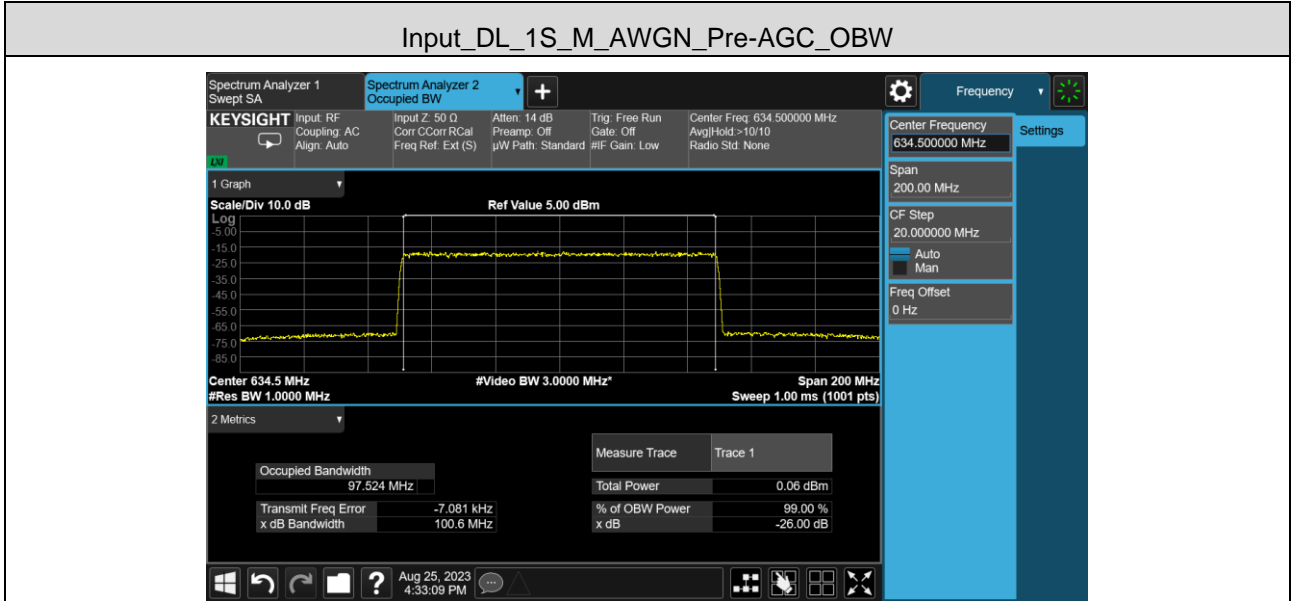 Input_DL_1S_M_AWGN_Pre-AGC_OBW
Spectrum Analyzer 1
Swept SA
Spectrum Analyzer 2
Occupied BW
Frequency
KEYSIGHT
LXI
Input: RF
Coupling: AC
Align: Auto
Input Z: 50 Ω
Corr CCorr RCal
Freq Ref: Ext (S)
Atten: 14 dB
Preamp: Off
µW Path: Standard
Trig: Free Run
Gate: Off
#IF Gain: Low
Center Freq: 634.500000 MHz
Avg|Hold:>10/10
Radio Std: None
1 Graph
Scale/Div 10.0 dB
Ref Value 5.00 dBm
Log
-5.00
-15.0
-25.0
-35.0
-45.0
-55.0
-65.0
-75.0
-85.0
Center 634.5 MHz
#Video BW 3.0000 MHz*
Span 200 MHz
#Res BW 1.0000 MHz
Sweep 1.00 ms (1001 pts)
2 Metrics
Measure Trace Trace 1
Occupied Bandwidth
97.524 MHz
Total Power 0.06 dBm
Transmit Freq Error -7.081 kHz
% of OBW Power 99.00 %
x dB Bandwidth 100.6 MHz
x dB -26.00 dB
Center Frequency
634.500000 MHz
Settings
Span
200.00 MHz
CF Step
20.000000 MHz
Auto
Man
Freq Offset
0 Hz
?
Aug 25, 2023
4:33:09 PM